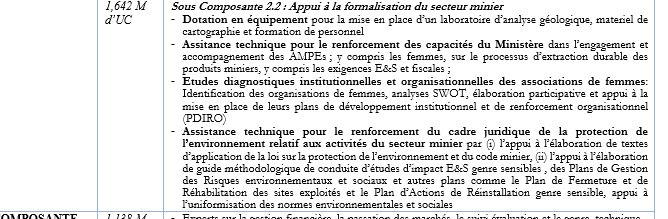 1,642 M
d'UC
Sous Composante 2.2 : Appui à la formalisation du secteur minier
- Dotation en équipement pour la mise en place d'un laboratoire d'analyse géologique, materiel de
cartographie et formation de personnel
- Assitance technique pour le renforcement des capacités du Ministère dans l'engagement et
accompagnement des AMPEs ; y compris les femmes, sur le processus d'extraction durable des
produits miniers, y compris les exigences E&S et fiscales ;
- Etudes diagnostiques institutionnelles et organisationnelles des associations de femmes:
Identification des organisations de femmes, analyses SWOT, élaboration participative et appui à la
mise en place de leurs plans de développement institutionnel et de renforcement organisationnel
(PDIRO)
- Assistance technique pour le renforcement du cadre juridique de la protection de
l'environnement relatif aux activités du secteur minier par (i) l'appui à l'élaboration de textes
d'application de la loi sur la protection de l'environnement et du code minier, (ii) l'appui à l'élaboration
de guide méthodologique de conduite d'études d'impact E&S genre sensibles , des Plans de Gestion
des Risques environnementaux et sociaux et autres plans comme le Plan de Fermeture et de
Réhabilitation des sites exploités et le Plan d'Actions de Réinstallation genre sensible, appui à
l'uniformisation des normes environnementales et sociales
COMPOSANTE
1,138 M
- Experts sur la gestion financière, la passation des marchés, le suivi évaluation et le genre, technique